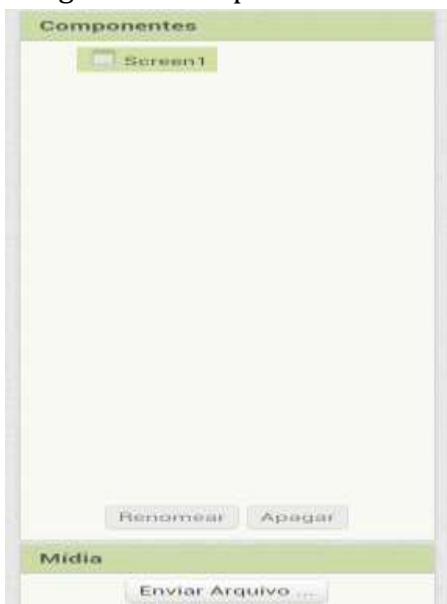 Componentes
Screen1
Renomear Apagar
Mídia
Enviar Arquivo ...